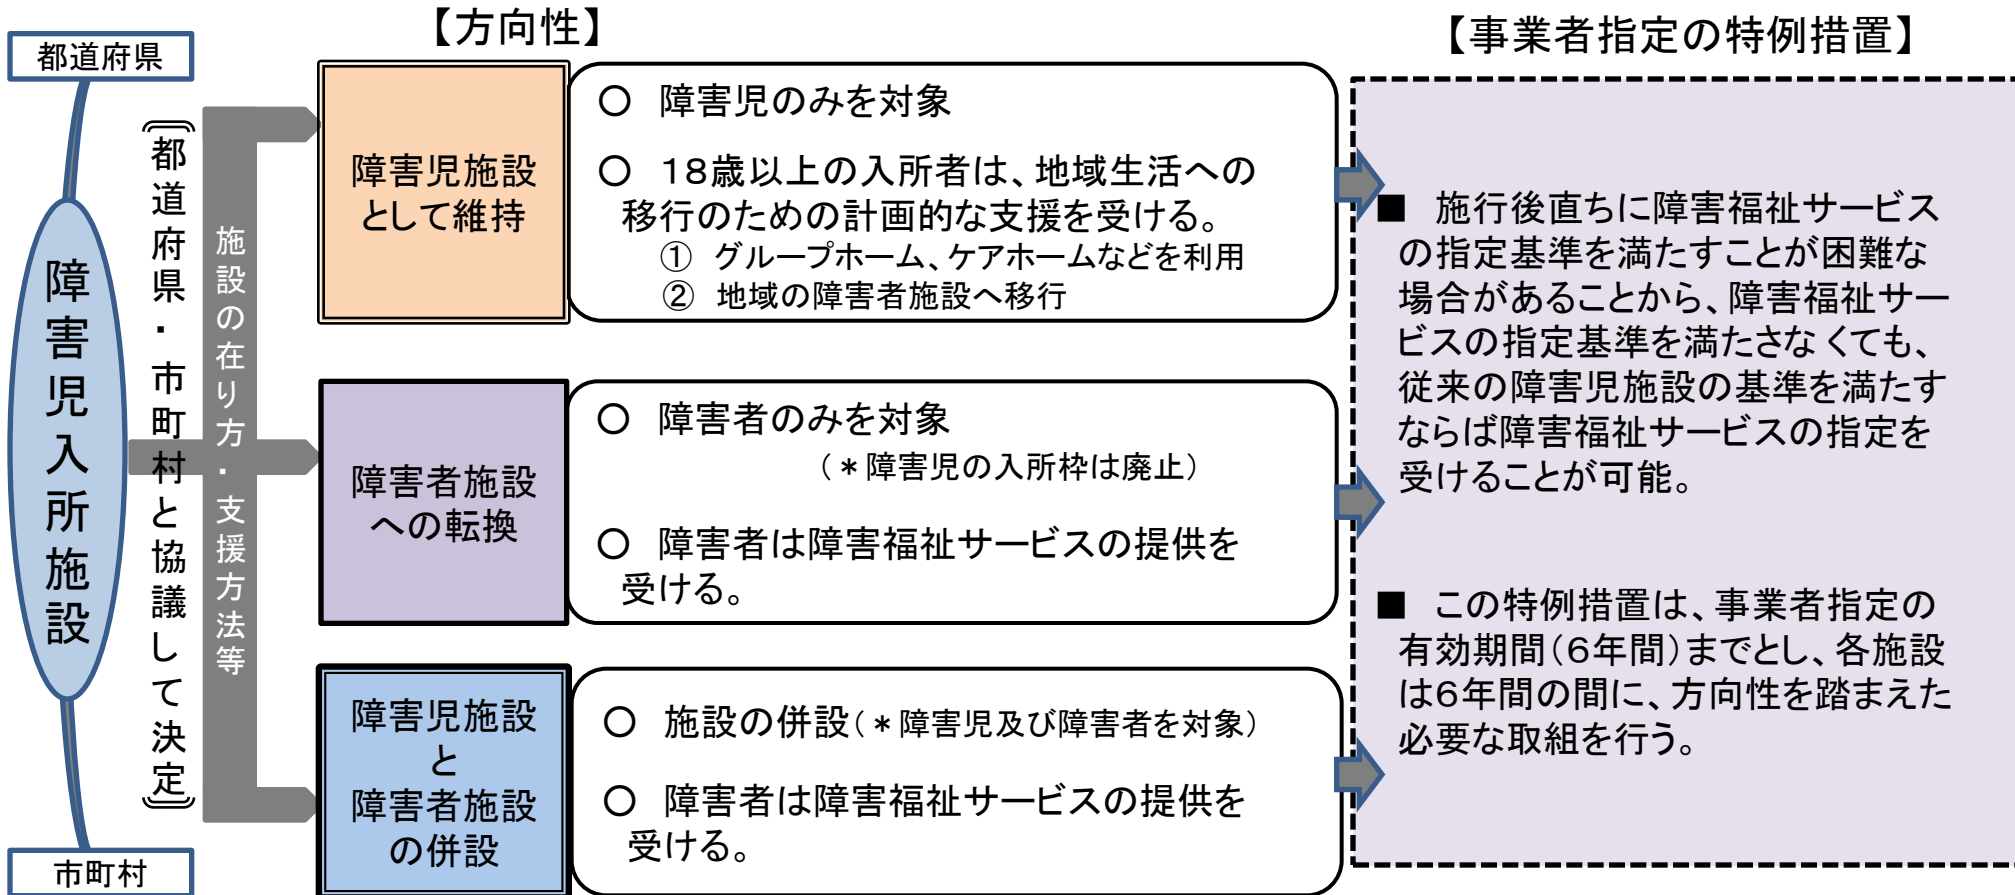 【方向性】
【事業者指定の特例措置】
都道府県
障害児入所施設
市町村
(都道府県・市町村と協議して決定)
施設の在り方・支援方法等
障害児施設
として維持
○ 障害児のみを対象
○ 18歳以上の入所者は、地域生活への
移行のための計画的な支援を受ける。
① グループホーム、ケアホームなどを利用
② 地域の障害者施設へ移行
障害者施設
への転換
○ 障害者のみを対象
(*障害児の入所枠は廃止)
○ 障害者は障害福祉サービスの提供を
受ける。
障害児施設
と
障害者施設
の併設
○ 施設の併設(*障害児及び障害者を対象)
○ 障害者は障害福祉サービスの提供を
受ける。
■ 施行後直ちに障害福祉サービス
の指定基準を満たすことが困難な
場合があることから、障害福祉サー
ビスの指定基準を満たさなくても、
従来の障害児施設の基準を満たす
ならば障害福祉サービスの指定を
受けることが可能。
■ この特例措置は、事業者指定の
有効期間(6年間)までとし、各施設
は6年間の間に、方向性を踏まえた
必要な取組を行う。